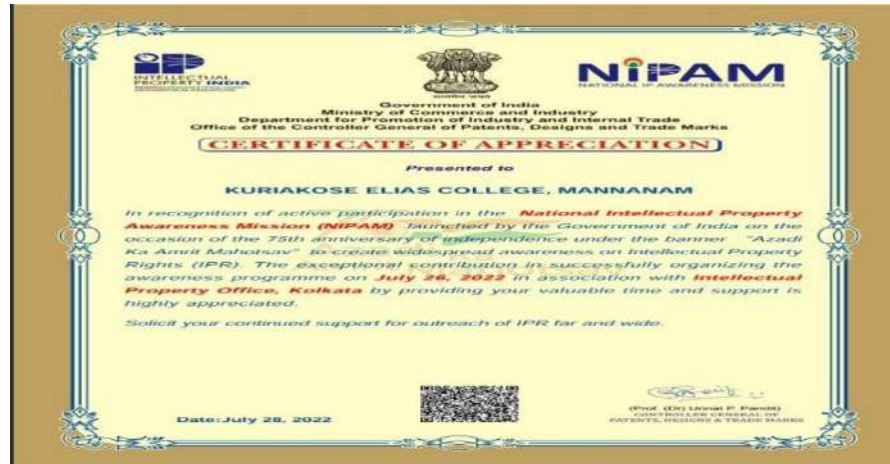 INTELLECTUAL
PROPERTY INDIA
सत्यमेव जयते
NiPAM
NATIONAL IP AWARENESS MISSION
Government of India
Ministry of Commerce and Industry
Department for Promotion of Industry and Internal Trade
Office of the Controller General of Patents, Designs and Trade Marks
CERTIFICATE OF APPRECIATION
Presented to
KURIAKOSE ELIAS COLLEGE, MANNANAM
In recognition of active participation in the National Intellectual Property
Awareness Mission (NIPAM) launched by the Government of India on the
occasion of the 75th anniversary of independence under the banner "Azadi
Ka Amrit Mahotsav" to create widespread awareness on Intellectual Property
Rights (IPR). The exceptional contribution in successfully organizing the
awareness programme on July 26, 2022 in association with Intellectual
Property Office, Kolkata by providing your valuable time and support is
highly appreciated.
Solicit your continued support for outreach of IPR far and wide.
Date:July 28, 2022
(Prof. (Dr) Unnat P. Pandit)
CONTROLLER GENERAL OF
PATENTS, DESIGNS & TRADE MARKS